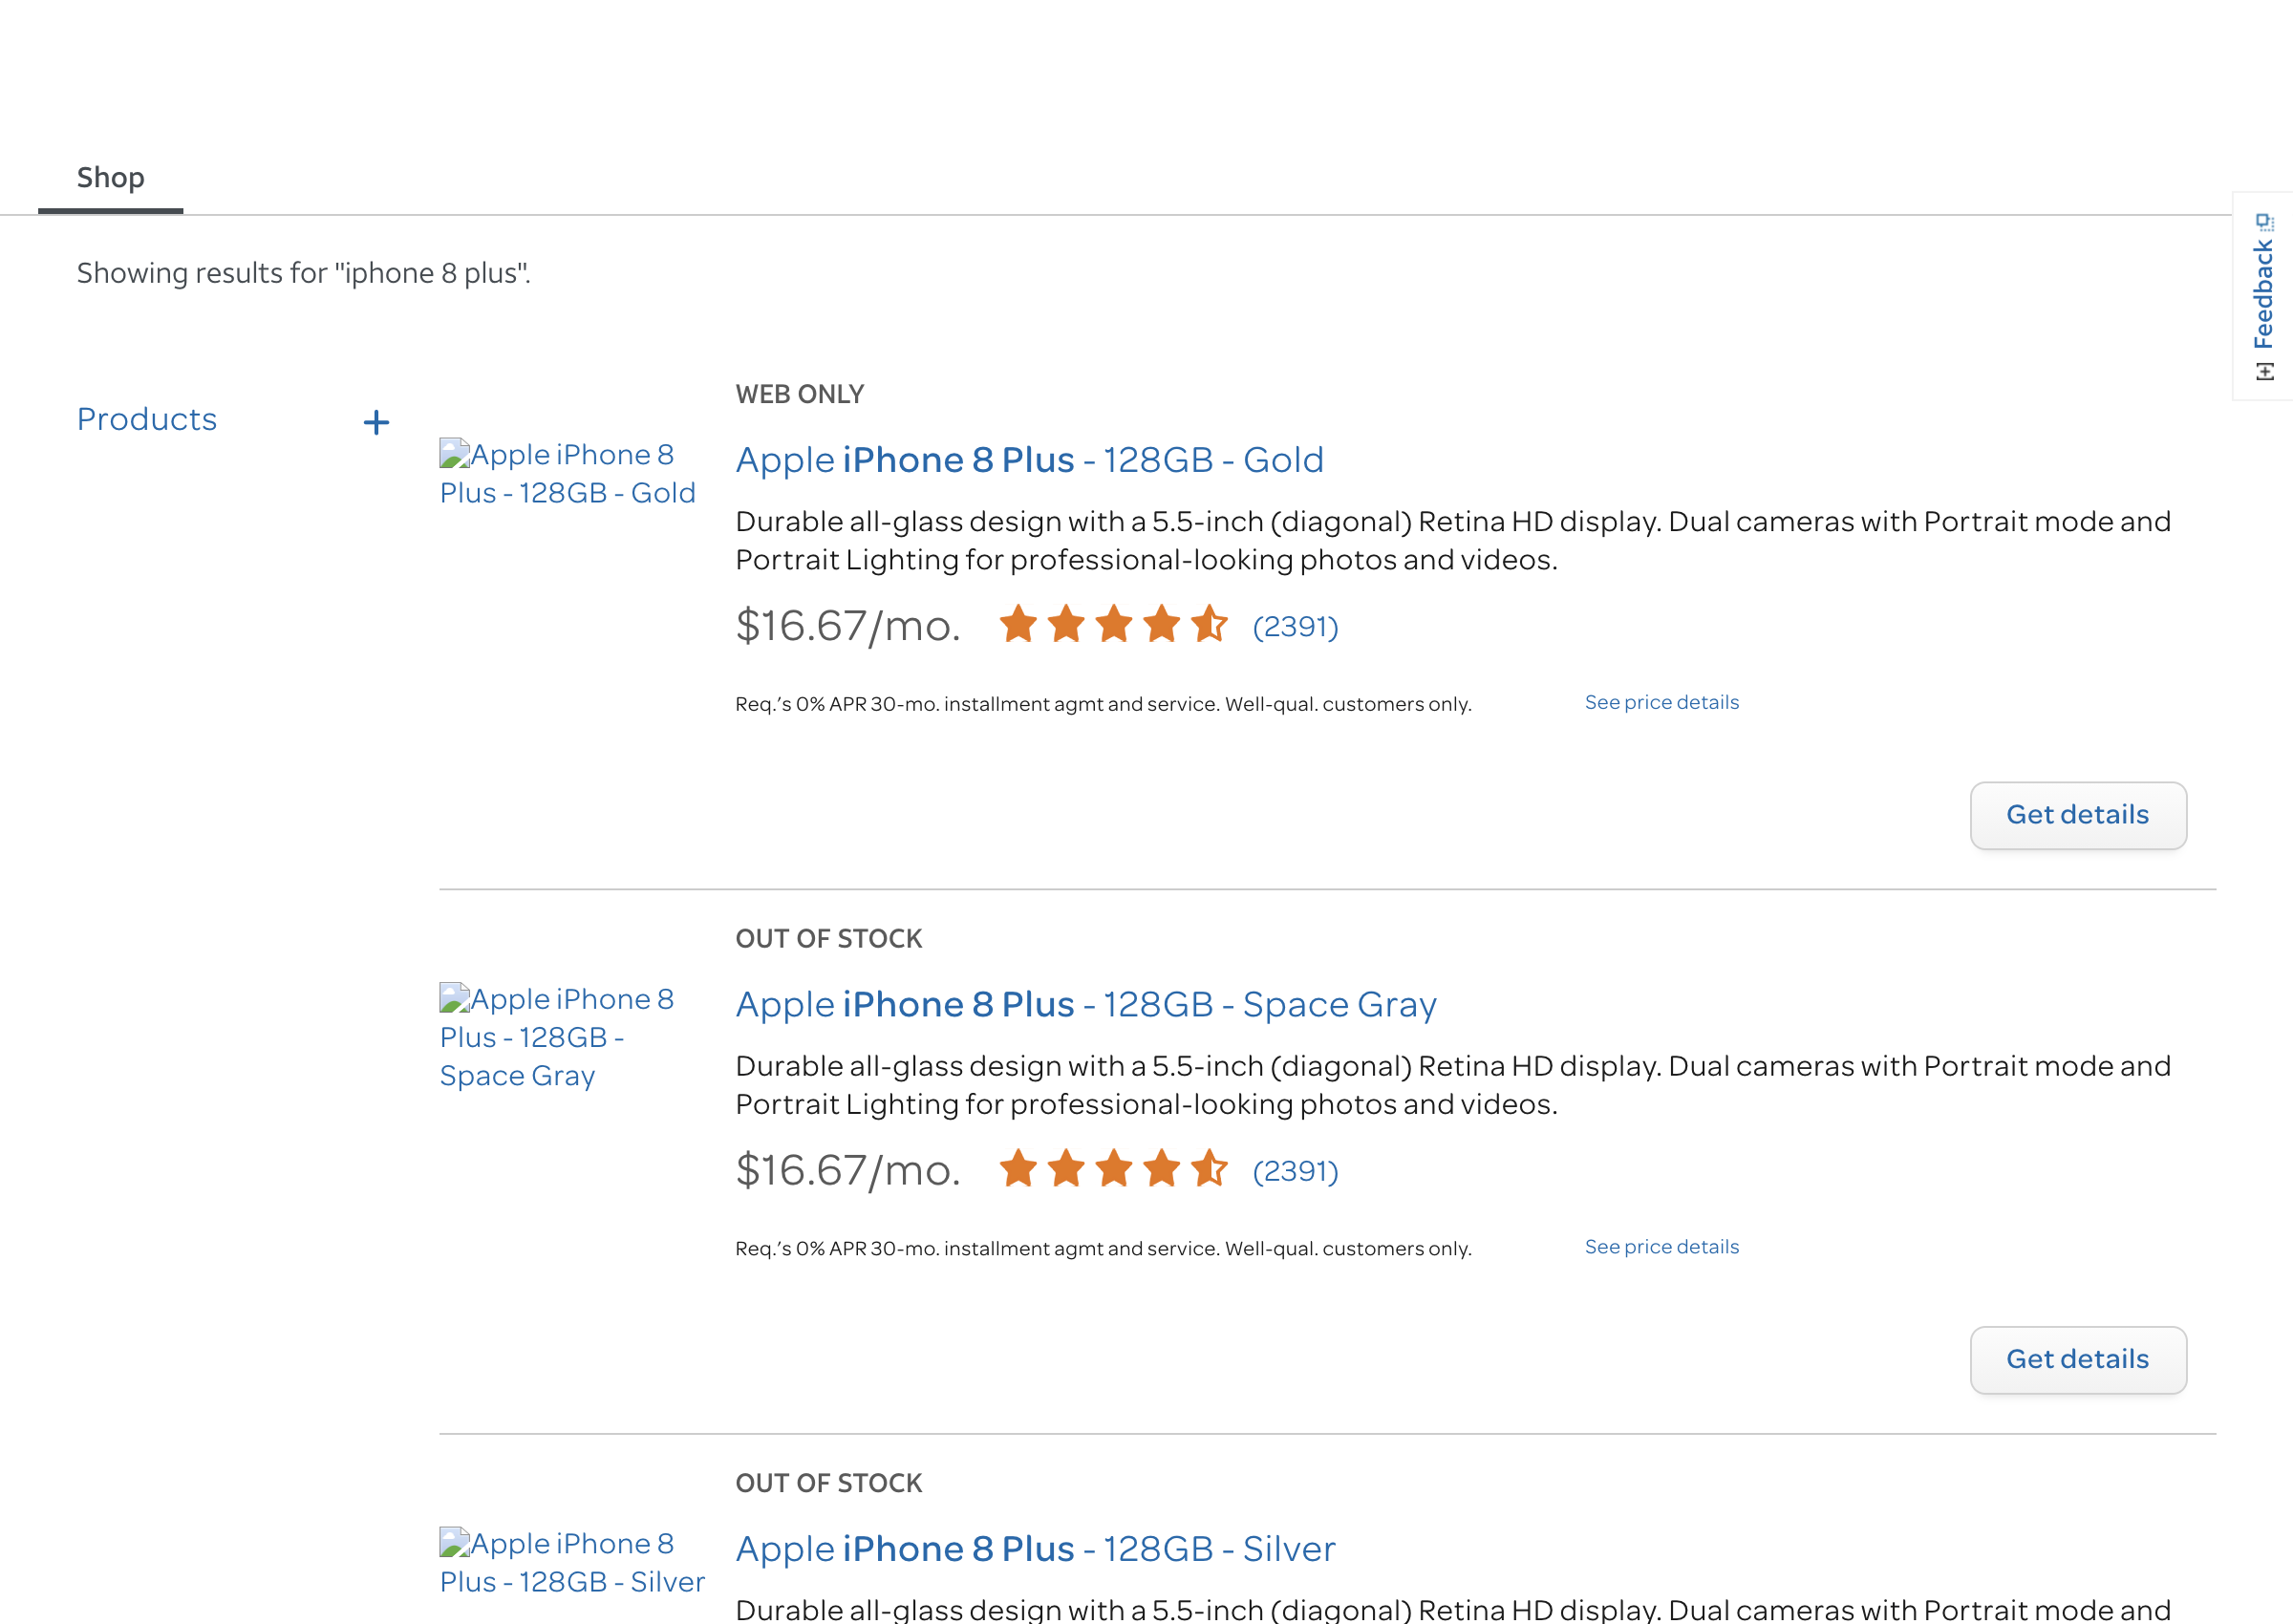 Shop
Feedback
Showing results for "iphone 8 plus".
Products
WEB ONLY
Apple iPhone 8
Plus - 128GB - Gold
Apple iPhone 8 Plus - 128GB - Gold
Durable all-glass design with a 5.5-inch (diagonal) Retina HD display. Dual cameras with Portrait mode and
Portrait Lighting for professional-looking photos and videos.
$16.67/mo. (2391)
Req.’s 0% APR 30-mo. installment agmt and service. Well-qual. customers only. See price details
Get details
OUT OF STOCK
Apple iPhone 8
Plus - 128GB -
Space Gray
Apple iPhone 8 Plus - 128GB - Space Gray
Durable all-glass design with a 5.5-inch (diagonal) Retina HD display. Dual cameras with Portrait mode and
Portrait Lighting for professional-looking photos and videos.
$16.67/mo. (2391)
Req.’s 0% APR 30-mo. installment agmt and service. Well-qual. customers only. See price details
Get details
OUT OF STOCK
Apple iPhone 8
Plus - 128GB - Silver
Apple iPhone 8 Plus - 128GB - Silver
Durable all-glass design with a 5.5-inch (diagonal) Retina HD display. Dual cameras with Portrait mode and